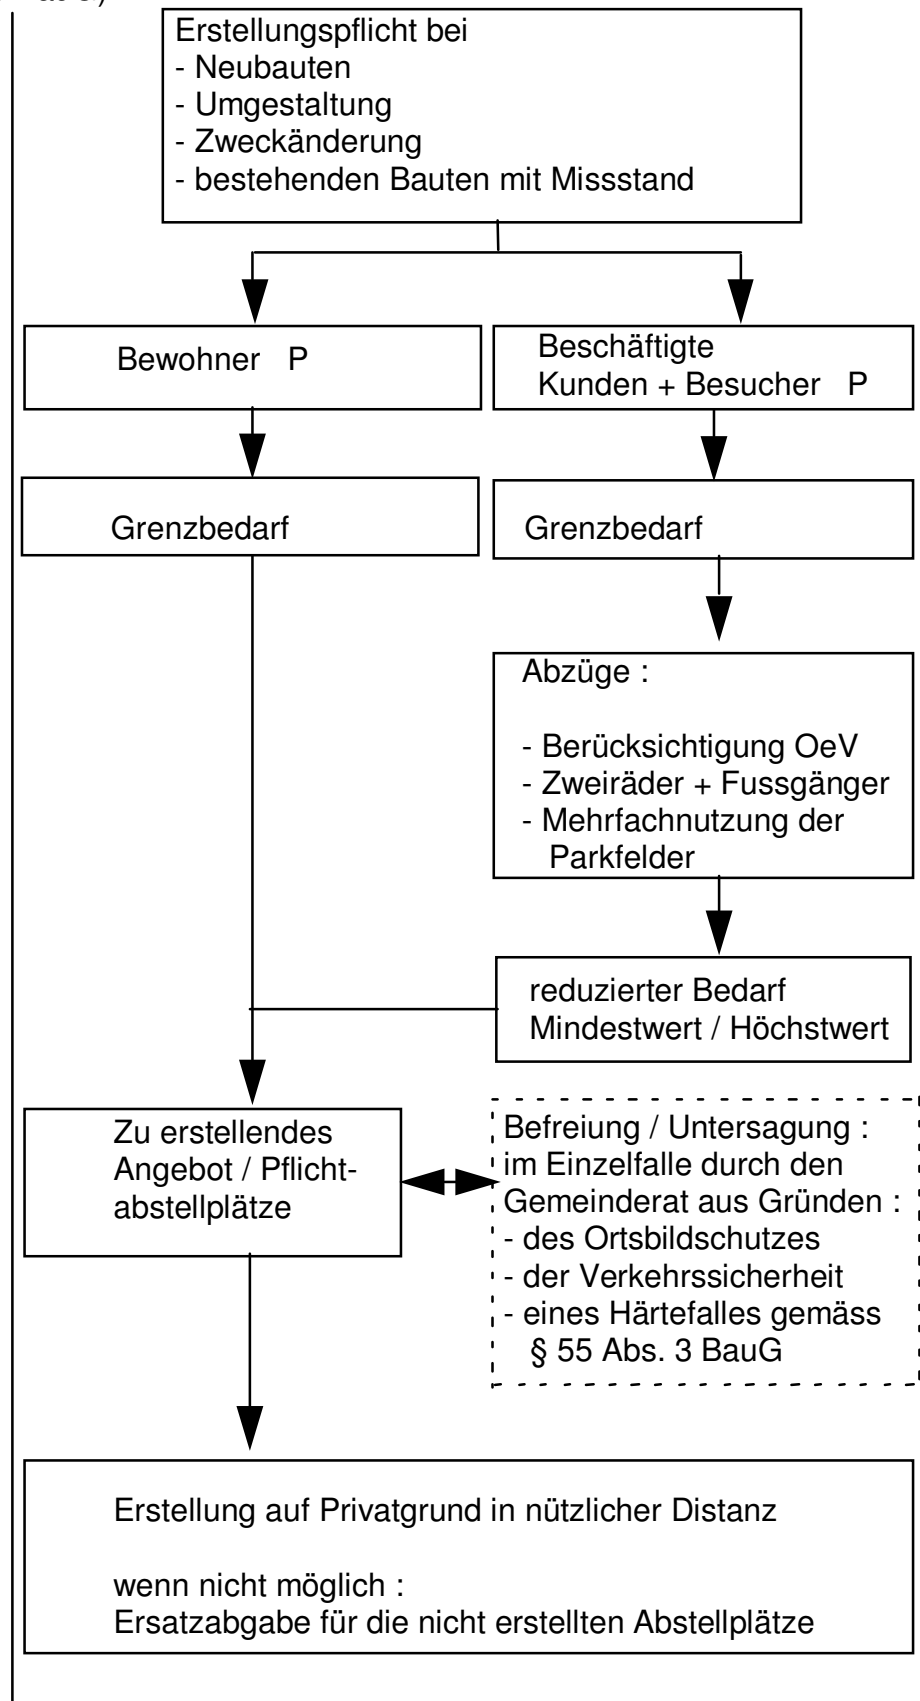 Erstellungspflicht bei
- Neubauten
- Umgestaltung
- Zweckänderung
- bestehenden Bauten mit Missstand
Bewohner P
Beschäftigte
Kunden + Besucher P
Grenzbedarf
Grenzbedarf
Abzüge :
- Berücksichtigung OeV
- Zweiräder + Fussgänger
- Mehrfachnutzung der
Parkfelder
reduzierter Bedarf
Mindestwert / Höchstwert
Zu erstellendes
Angebot / Pflicht-
abstellplätze
Befreiung / Untersagung :
im Einzelfalle durch den
Gemeinderat aus Gründen :
- des Ortsbildschutzes
- der Verkehrssicherheit
- eines Härtefalles gemäss
§ 55 Abs. 3 BauG
Erstellung auf Privatgrund in nützlicher Distanz
wenn nicht möglich :
Ersatzabgabe für die nicht erstellten Abstellplätze